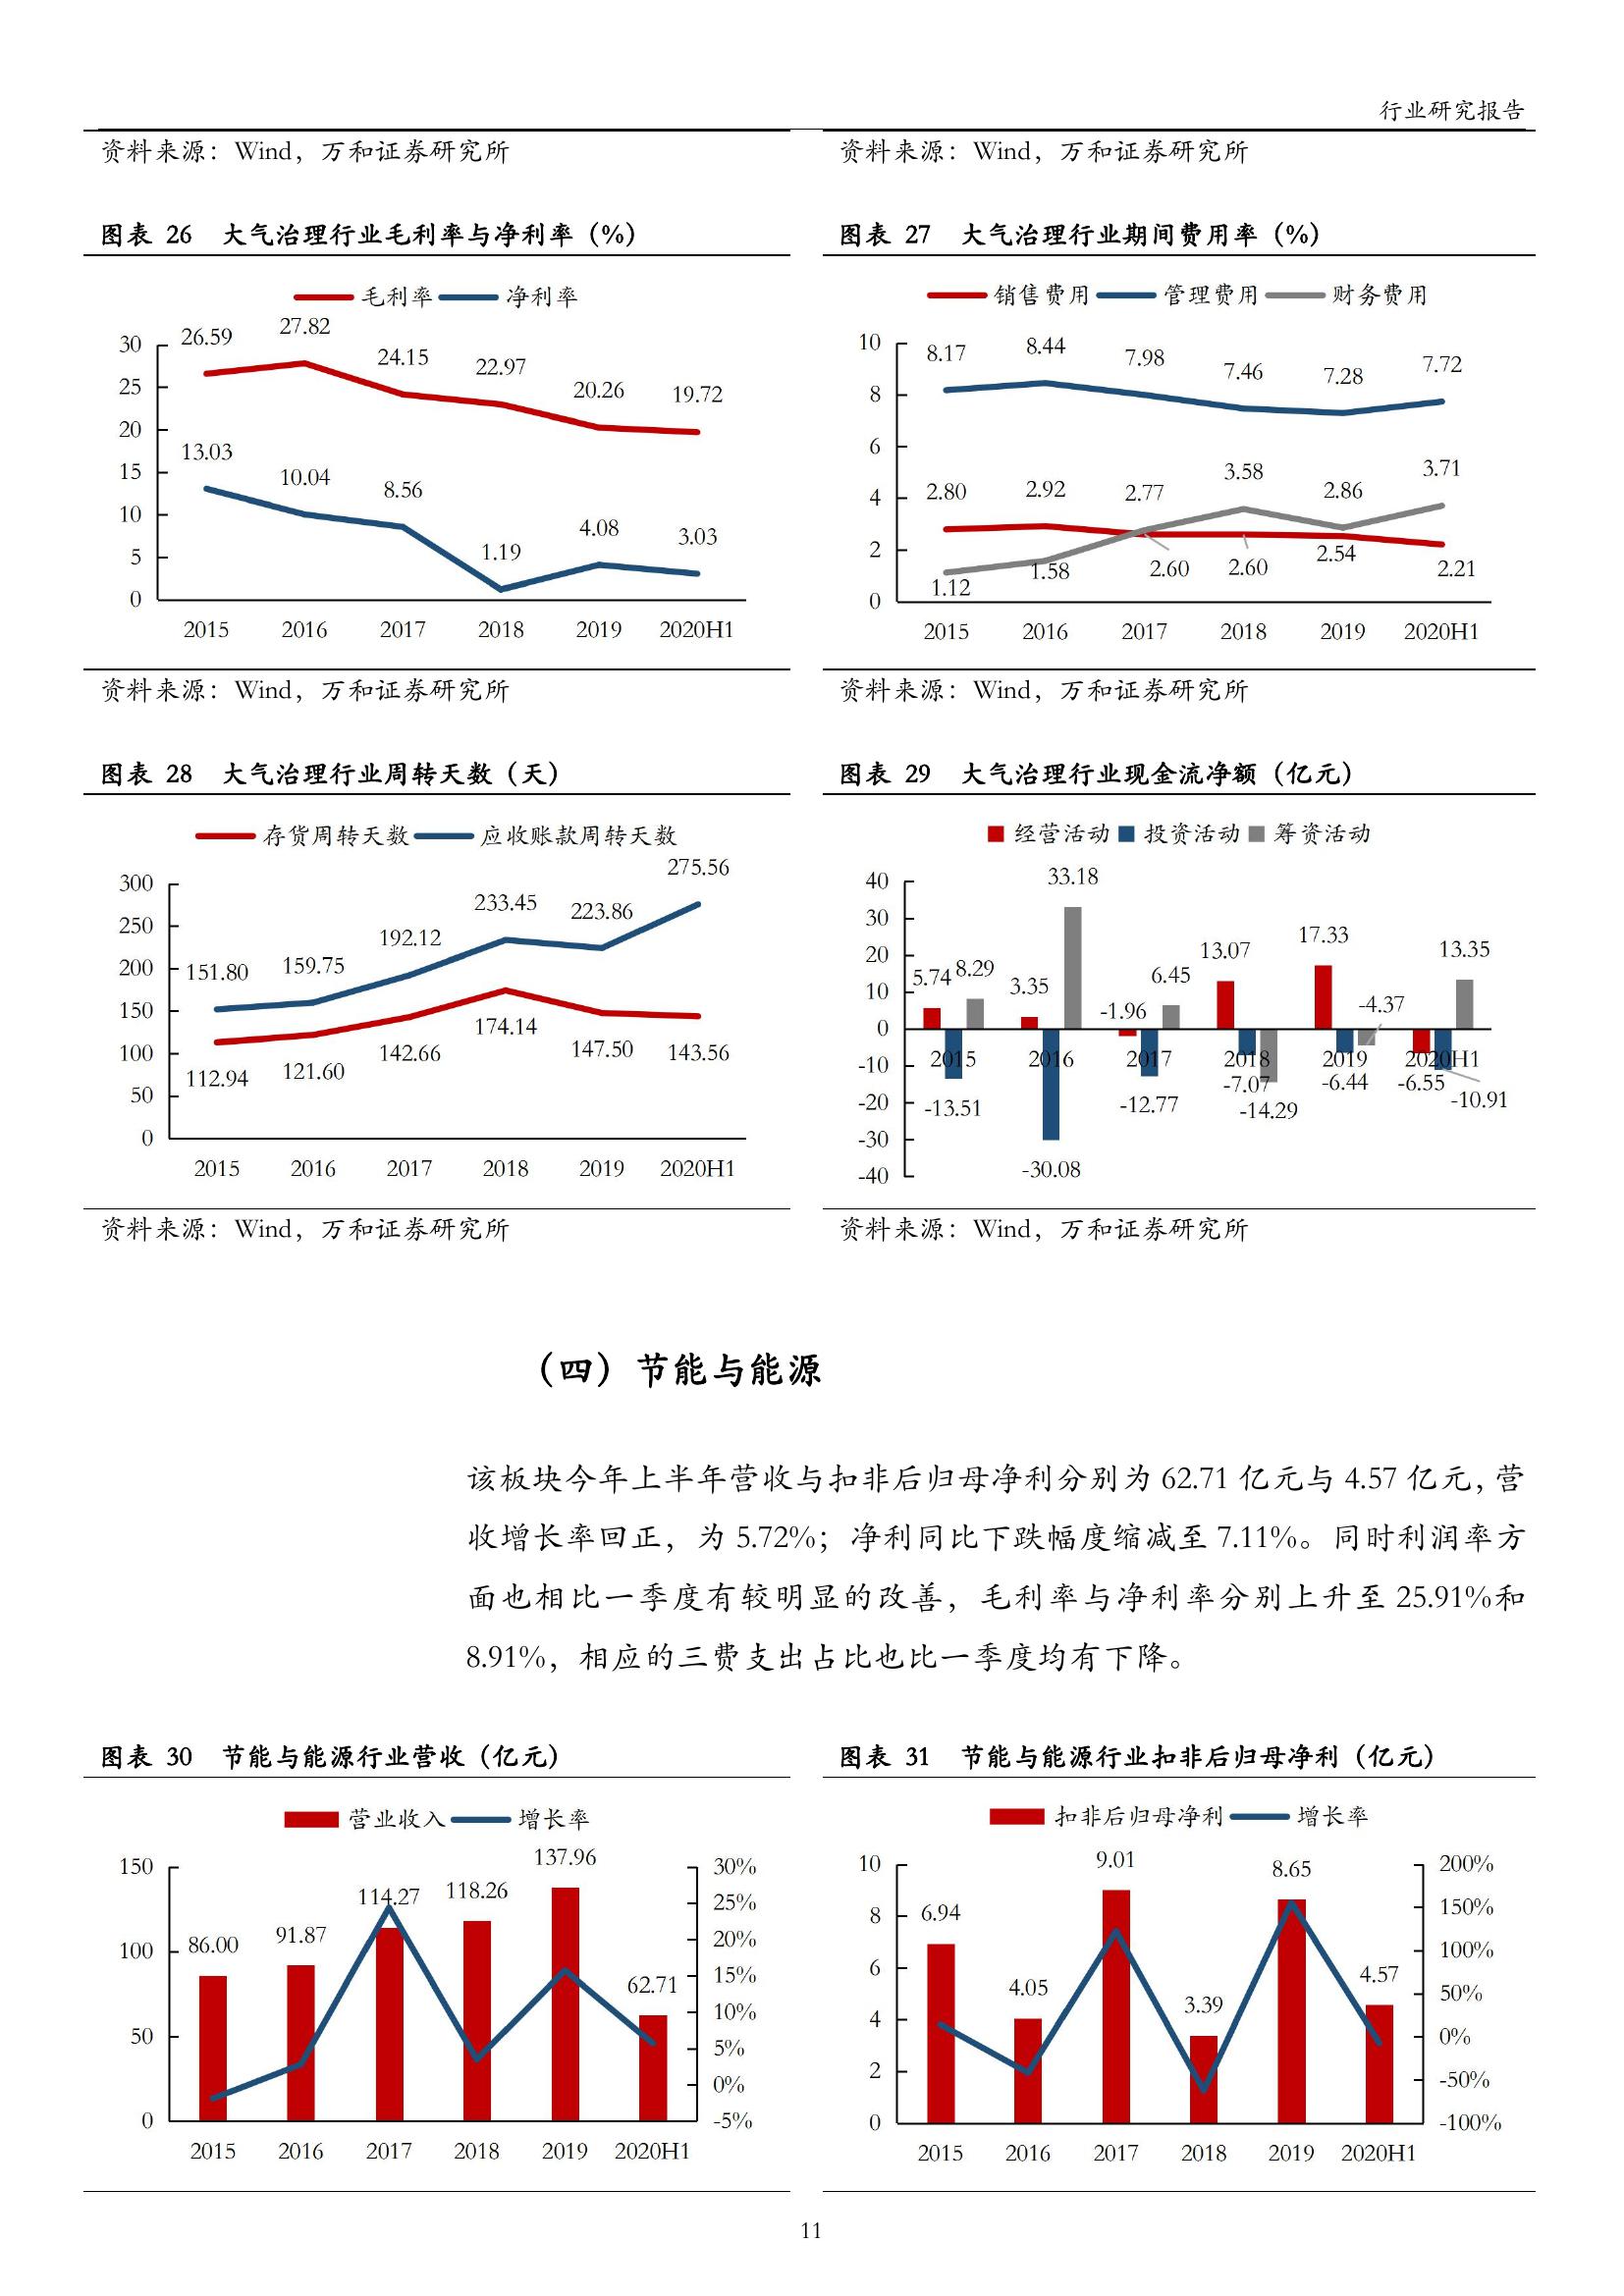 行业研究报告
资料来源：Wind，万和证券研究所
资料来源：Wind，万和证券研究所
图表 26 大气治理行业毛利率与净利率（%）
毛利率 净利率
30
25
20
15
10
5
0
26.59 27.82 24.15 22.97 20.26 19.72
13.03 10.04 8.56 1.19 4.08 3.03
2015 2016 2017 2018 2019 2020H1
资料来源：Wind，万和证券研究所
图表 27 大气治理行业期间费用率（%）
销售费用 管理费用 财务费用
10
8
6
4
2
0
8.17 8.44 7.98 7.46 7.28 7.72
2.80 2.92 2.77 3.58 2.86 3.71
1.12 1.58 2.60 2.60 2.54 2.21
2015 2016 2017 2018 2019 2020H1
资料来源：Wind，万和证券研究所
图表 28 大气治理行业周转天数（天）
存货周转天数 应收账款周转天数
300
250
200
150
100
50
0
151.80 159.75 192.12 233.45 223.86 275.56
112.94 121.60 142.66 174.14 147.50 143.56
2015 2016 2017 2018 2019 2020H1
资料来源：Wind，万和证券研究所
图表 29 大气治理行业现金流净额（亿元）
经营活动 投资活动 筹资活动
40
30
20
10
0
-10
-20
-30
-40
5.74 8.29 3.35 33.18 -1.96 6.45 13.07 17.33 -4.37 13.35
2015 2016 2017 2018 2019 2020H1
-13.51 -30.08 -12.77 -7.07 -14.29 -6.44 -6.55 -10.91
资料来源：Wind，万和证券研究所
（四）节能与能源
该板块今年上半年营收与扣非后归母净利分别为 62.71 亿元与 4.57 亿元，营
收增长率回正，为 5.72%；净利同比下跌幅度缩减至 7.11%。同时利润率方
面也相比一季度有较明显的改善，毛利率与净利率分别上升至 25.91%和
8.91%，相应的三费支出占比也比一季度均有下降。
图表 30 节能与能源行业营收（亿元）
营业收入 增长率
150
100
50
0
86.00 91.87 114.27 118.26 137.96 62.71
30%
25%
20%
15%
10%
5%
0%
-5%
2015 2016 2017 2018 2019 2020H1
图表 31 节能与能源行业扣非后归母净利（亿元）
扣非后归母净利 增长率
10
8
6
4
2
0
6.94 4.05 9.01 3.39 8.65 4.57
200%
150%
100%
50%
0%
-50%
-100%
2015 2016 2017 2018 2019 2020H1
11